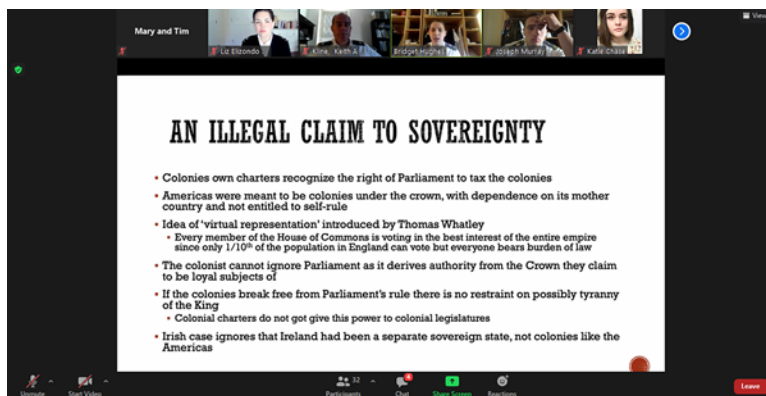 View
Mary and Tim
Liz Elizondo
Kline, Keith A
Bridget Hughes
Joseph Murray
Katie Chase
AN ILLEGAL CLAIM TO SOVEREIGNTY
• Colonies own charters recognize the right of Parliament to tax the colonies
• Americas were meant to be colonies under the crown, with dependence on its mother
country and not entitled to self-rule
• Idea of ‘virtual representation’ introduced by Thomas Whatley
• Every member of the House of Commons is voting in the best interest of the entire empire
since only 1/10th of the population in England can vote but everyone bears burden of law
• The colonist cannot ignore Parliament as it derives authority from the Crown they claim
to be loyal subjects of
• If the colonies break free from Parliament’s rule there is no restraint on possibly tyranny
of the King
• Colonial charters do not got give this power to colonial legislatures
• Irish case ignores that Ireland had been a separate sovereign state, not colonies like the
Americas
32
4
Unmute
Start Video
Participants
Chat
Share Screen
Reactions
Leave